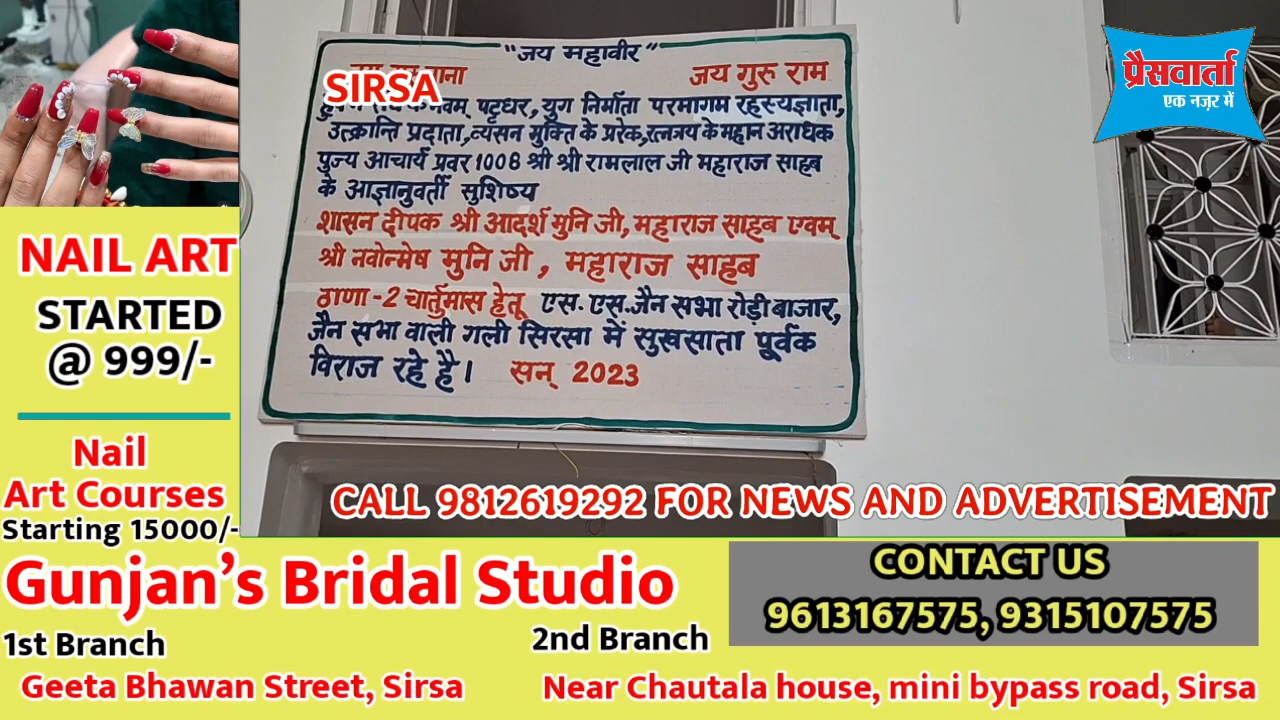 "जय महावीर"
नाना
जय गुरु राम
SIRSA
पट्टधर, युग निर्माता परमागम रहस्यज्ञाता,
उत्क्रान्ति प्रदाता, व्यसन मुक्ति के प्ररेक, रत्नत्रय के महान अराधक
पुज्य आचार्य प्रवर 1008 श्री श्री रामलाल जी महाराज साहब
के आज्ञानुवर्ती सुशिष्य
शासन दीपक श्री आदर्श मुनि जी, महाराज साहब एवम्
श्री नवोन्मेष मुनि जी, महाराज साहब
ठाणा -2 चार्तुमास हेतू एस. एस. जैन सभा रोड़ी बाजार,
जैन सभा वाली गली सिरसा में सुखसाता पूर्वक
विराज रहे है। सन् 2023
प्रैसवार्ता
एक नज़र में
NAIL ART
STARTED
@ 999/-
Nail
Art Courses
Starting 15000/-
CALL 9812619292 FOR NEWS AND ADVERTISEMENT
Gunjan's Bridal Studio
CONTACT US
9613167575, 9315107575
1st Branch
2nd Branch
Geeta Bhawan Street, Sirsa
Near Chautala house, mini bypass road, Sirsa